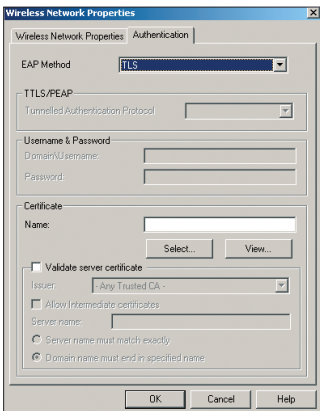 Wireless Network Properties
Wireless Network Properties Authentication
EAP Method TLS
TTLS/PEAP
Tunnelled Authentication Protocol
Username & Password
Domain\Username:
Password:
Certificate
Name:
Select... View...
Validate server certificate
Issuer: - Any Trusted CA -
Allow Intermediate certificates
Server name:
Server name must match exactly
Domain name must end in specified name
OK Cancel Help